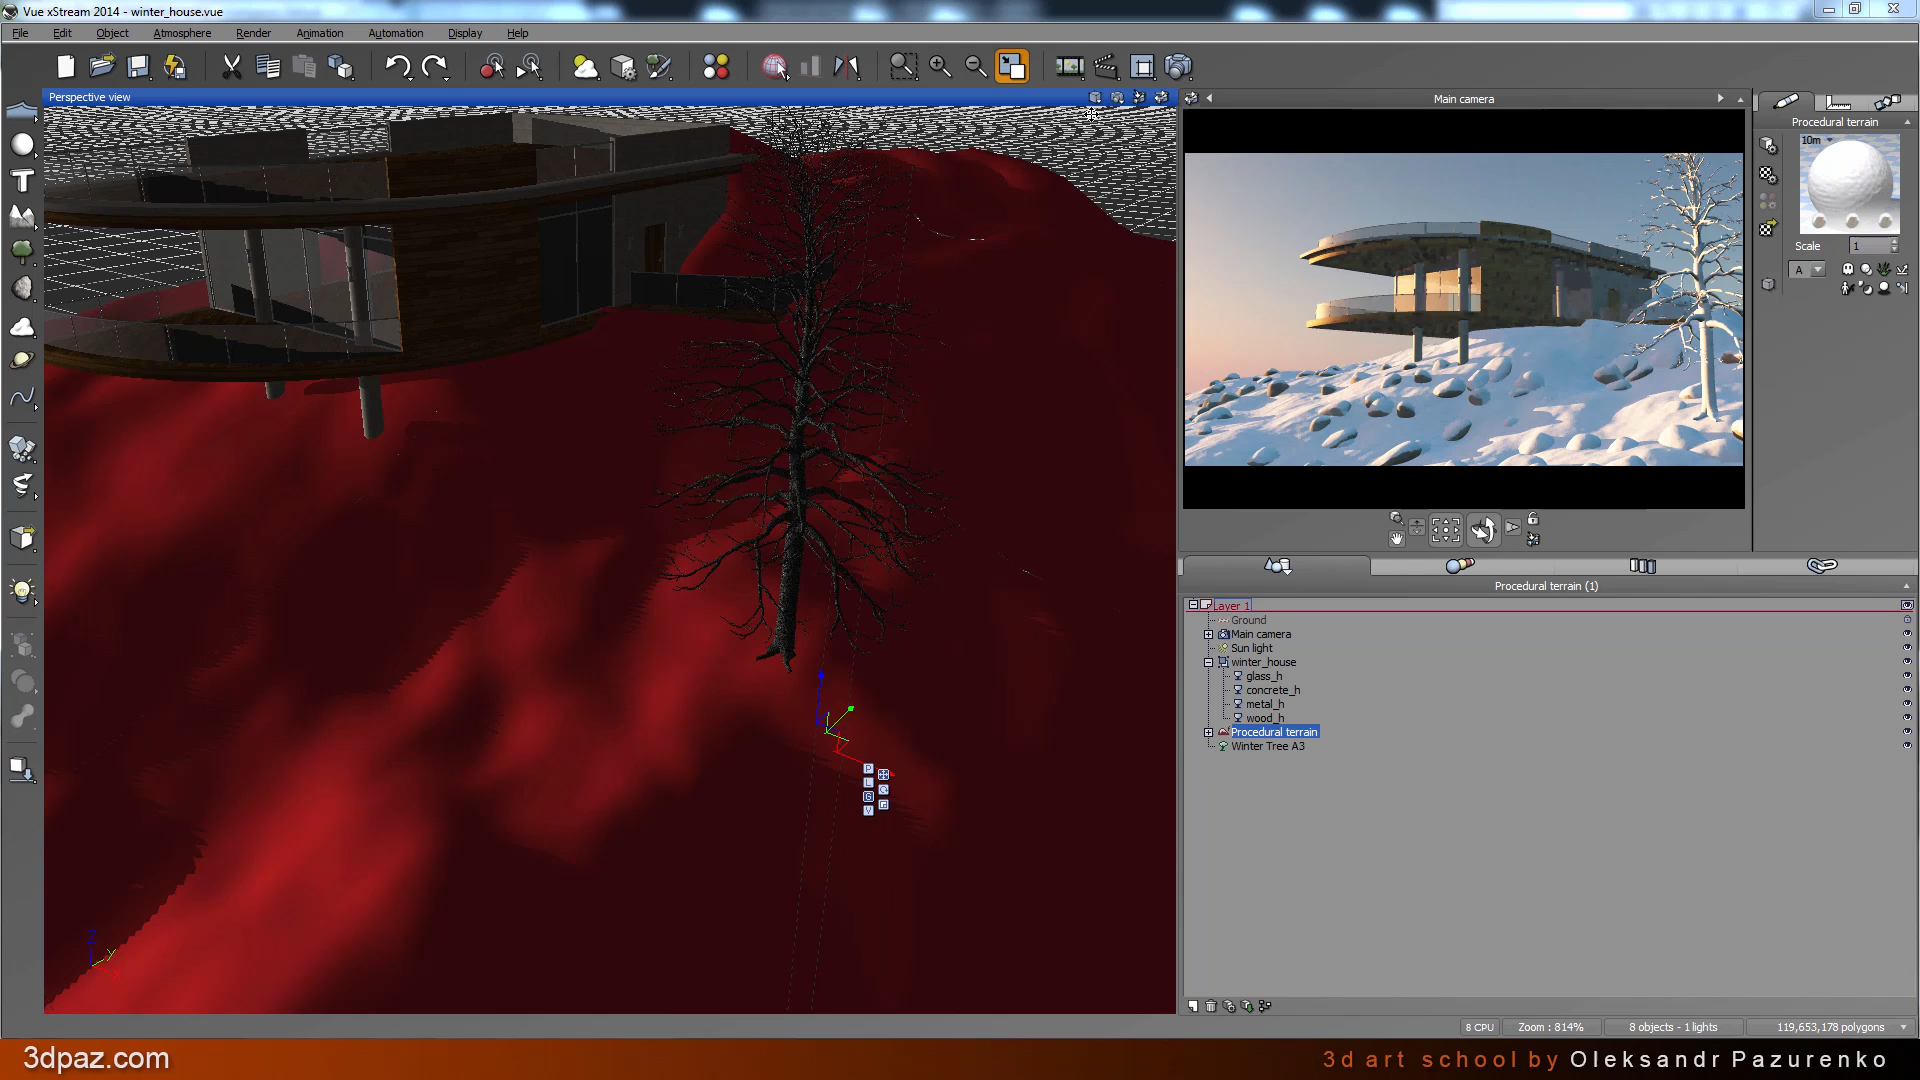 Vue xStream 2014 - winter_house.vue
File Edit Object Atmosphere Render Animation Automation Display Help
Perspective view
Main camera
Procedural terrain
10m
Scale 1
A
Procedural terrain (1)
Layer 1
Ground
Main camera
Sun light
winter_house
glass_h
concrete_h
metal_h
wood_h
Procedural terrain
Winter Tree A3
P
L
G
V
Z
Y
X
8 CPU Zoom : 814% 8 objects - 1 lights 119,653,178 polygons
3dpaz.com
3d art school by Oleksandr Pazurenko